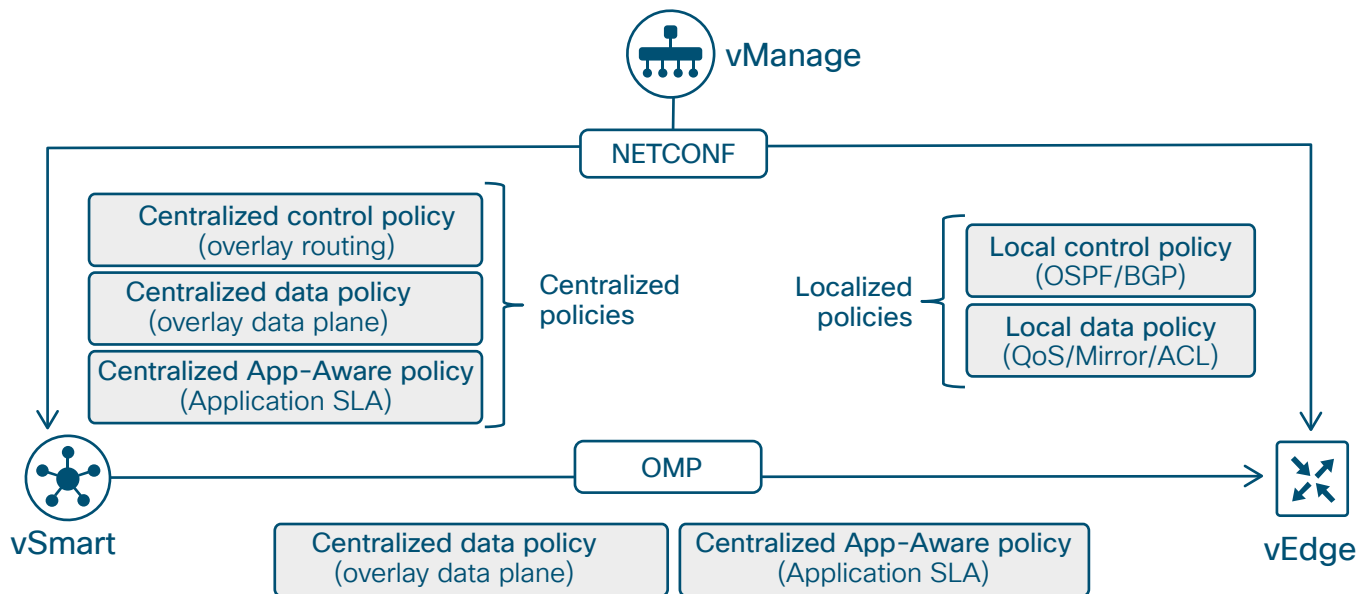 vManage
NETCONF
Centralized control policy
(overlay routing)
Centralized data policy
(overlay data plane)
Centralized App-Aware policy
(Application SLA)
Centralized
policies
Localized
policies
Local control policy
(OSPF/BGP)
Local data policy
(QoS/Mirror/ACL)
OMP
vSmart
vEdge
Centralized data policy
(overlay data plane)
Centralized App-Aware policy
(Application SLA)